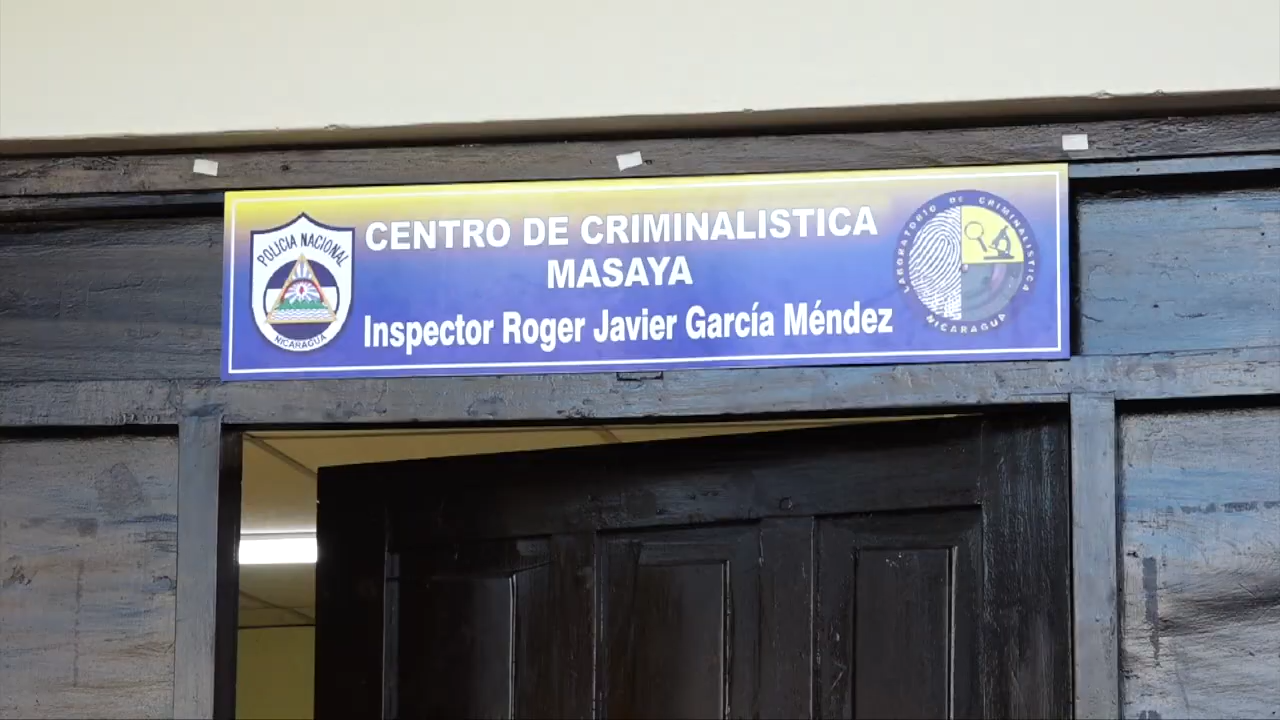 POLICIA NACIONAL
NICARAGUA
CENTRO DE CRIMINALISTICA
MASAYA
Inspector Roger Javier García Méndez
LABORATORIO DE CRIMINALISTICA
NICARAGUA